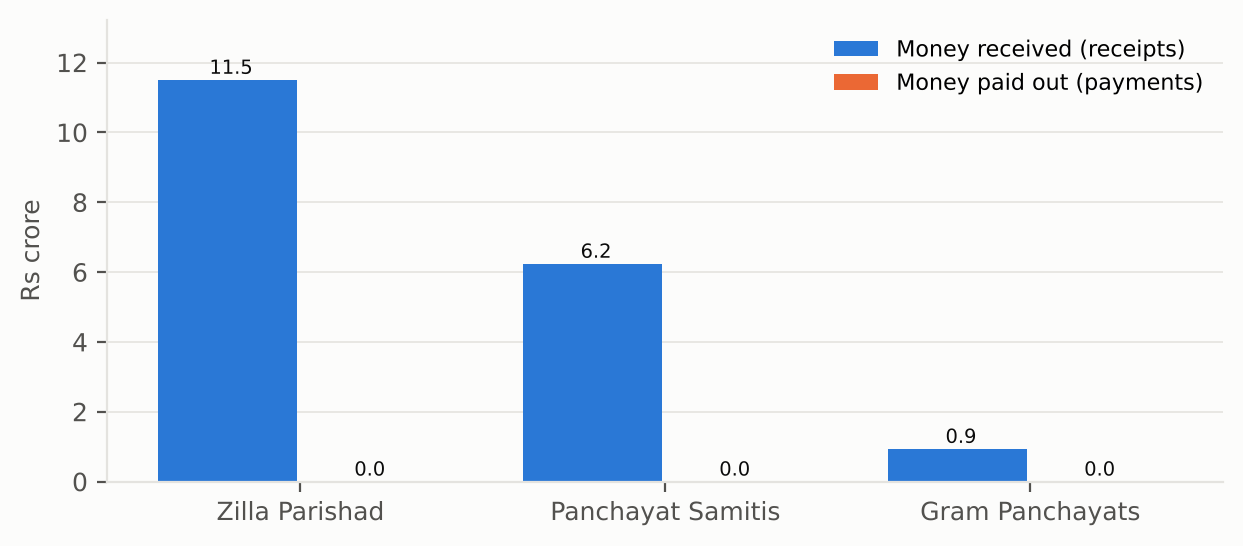 Money received (receipts)
Money paid out (payments)
Rs crore
12
10
8
6
4
2
0
11.5
0.0
6.2
0.0
0.9
0.0
Zilla Parishad
Panchayat Samitis
Gram Panchayats